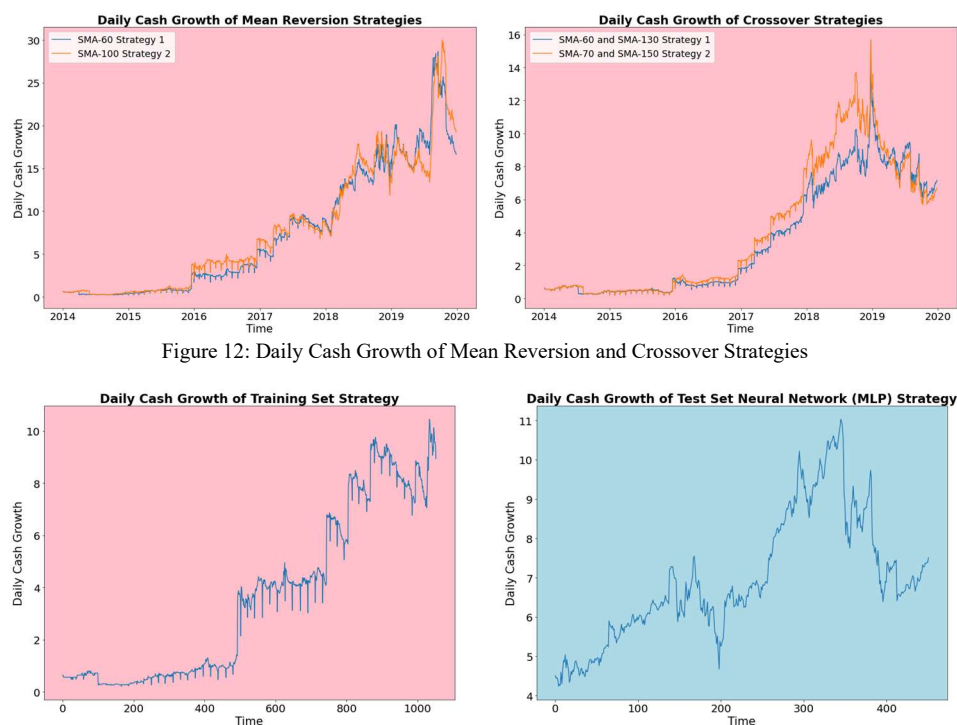 Daily Cash Growth of Mean Reversion Strategies
SMA-60 Strategy 1
SMA-100 Strategy 2
30
25
20
15
10
5
0
Daily Cash Growth
2014 2015 2016 2017 2018 2019 2020
Time
Daily Cash Growth of Crossover Strategies
SMA-60 and SMA-130 Strategy 1
SMA-70 and SMA-150 Strategy 2
16
14
12
10
8
6
4
2
0
Daily Cash Growth
2014 2015 2016 2017 2018 2019 2020
Time
Figure 12: Daily Cash Growth of Mean Reversion and Crossover Strategies
Daily Cash Growth of Training Set Strategy
10
8
6
4
2
0
Daily Cash Growth
0 200 400 600 800 1000
Time
Daily Cash Growth of Test Set Neural Network (MLP) Strategy
11
10
9
8
7
6
5
4
Daily Cash Growth
0 100 200 300 400
Time